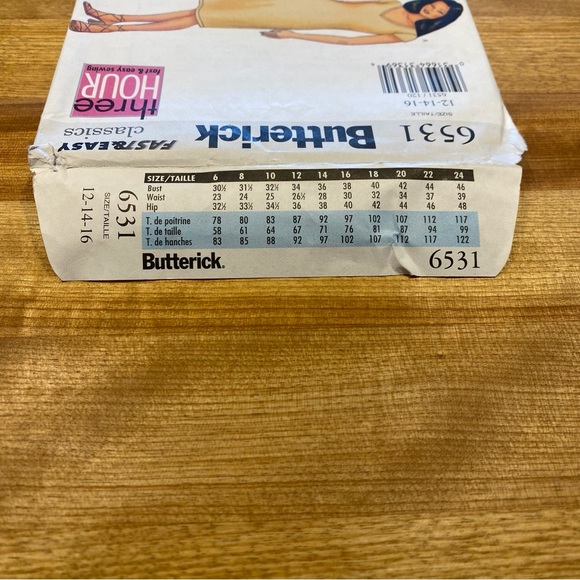 three
HOUR
fast & easy sewing
FAST&EASY
classics
Butterick
6531
SIZE/TAILLE
12-14-16
6531 / 120
6531
SIZE/TAILLE
12-14-16
SIZE/TAILLE 6 8 10 12 14 16 18 20 22 24
Bust 30½ 31½ 32½ 34 36 38 40 42 44 46
Waist 23 24 25 26½ 28 30 32 34 37 39
Hip 32½ 33½ 34½ 36 38 40 42 44 46 48
T. de poitrine 78 80 83 87 92 97 102 107 112 117
T. de taille 58 61 64 67 71 76 81 87 94 99
T. de hanches 83 85 88 92 97 102 107 112 117 122
Butterick.
6531